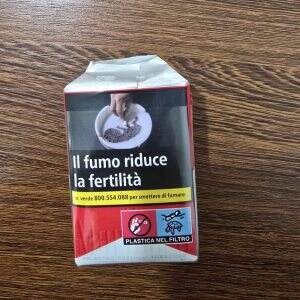 Il fumo riduce
la fertilità
verde 800.554.088 per smettere di fumare
PLASTICA NEL FILTRO